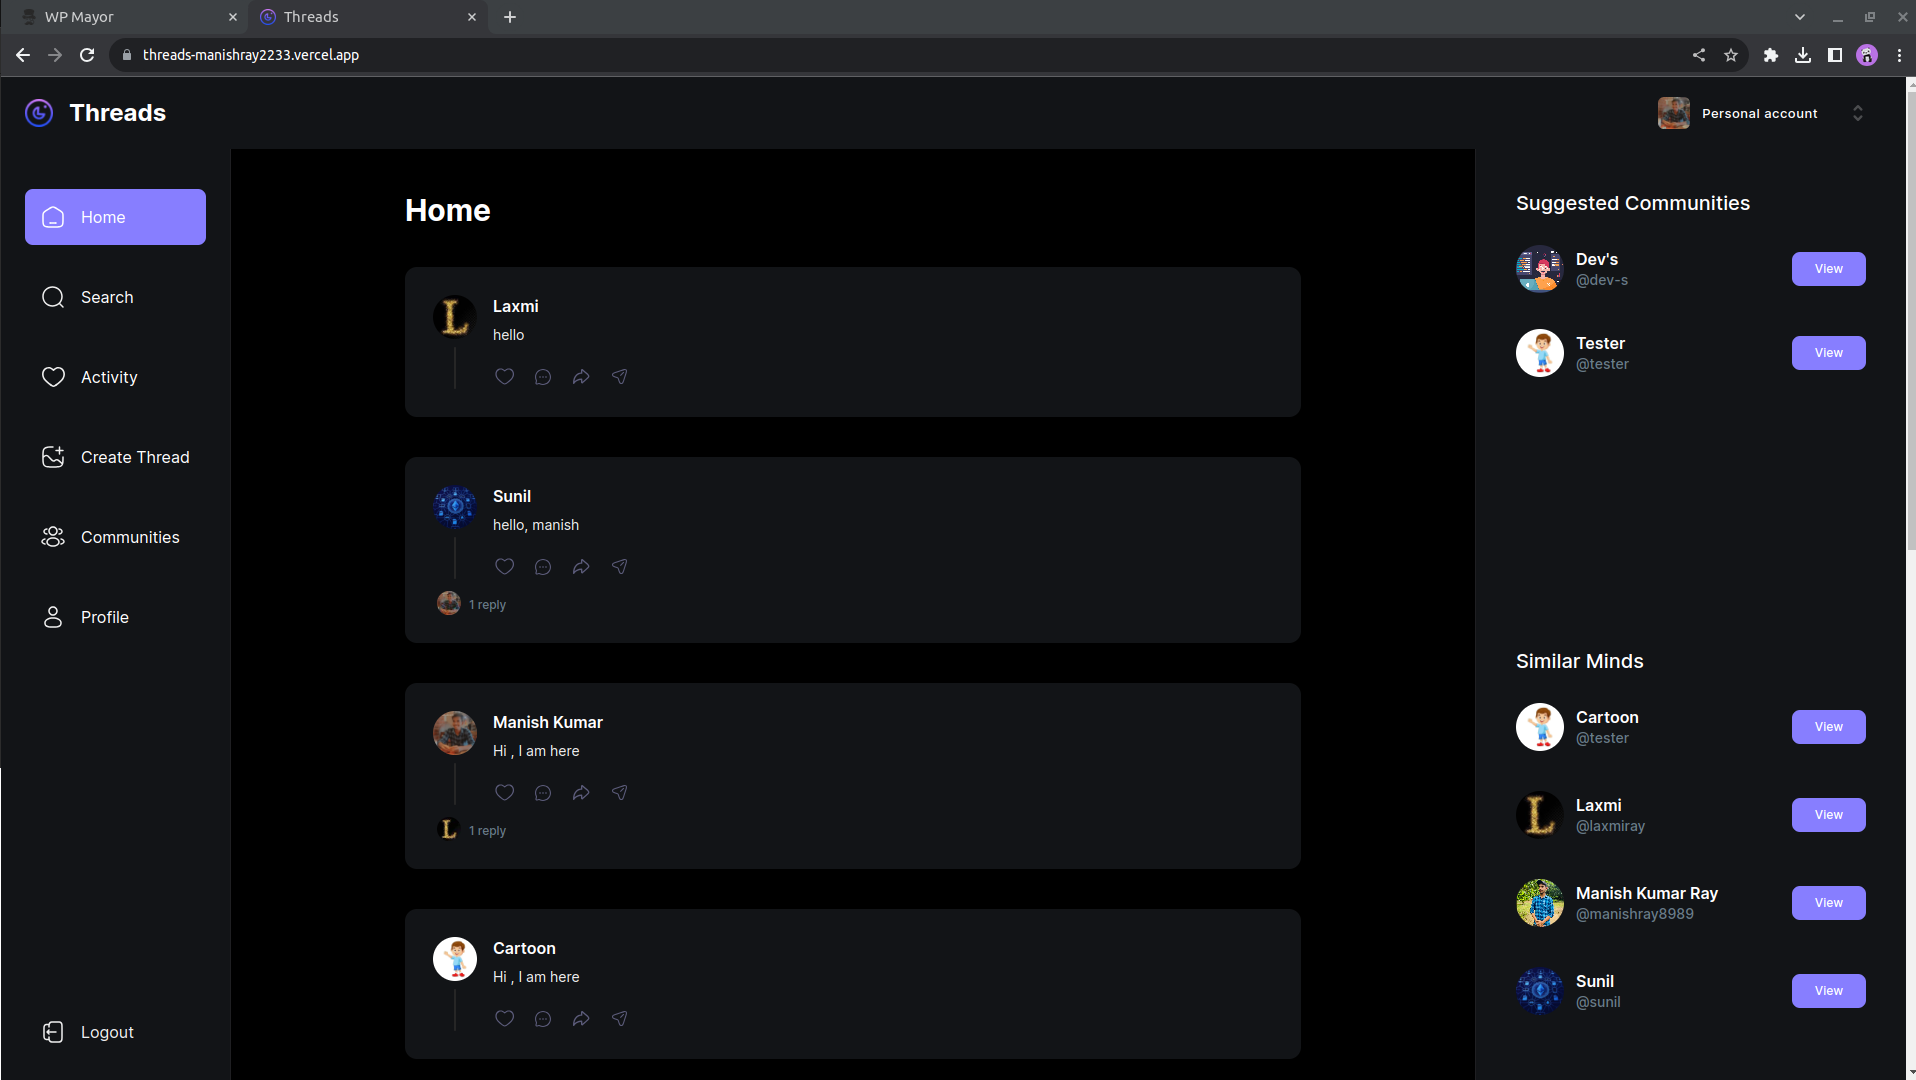 WP Mayor
Threads
threads-manishray2233.vercel.app
Threads
Personal account
Home
Search
Activity
Create Thread
Communities
Profile
Logout
Home
Laxmi
hello
Sunil
hello, manish
1 reply
Manish Kumar
Hi , I am here
1 reply
Cartoon
Hi , I am here
Suggested Communities
Dev's
@dev-s
View
Tester
@tester
View
Similar Minds
Cartoon
@tester
View
Laxmi
@laxmiray
View
Manish Kumar Ray
@manishray8989
View
Sunil
@sunil
View